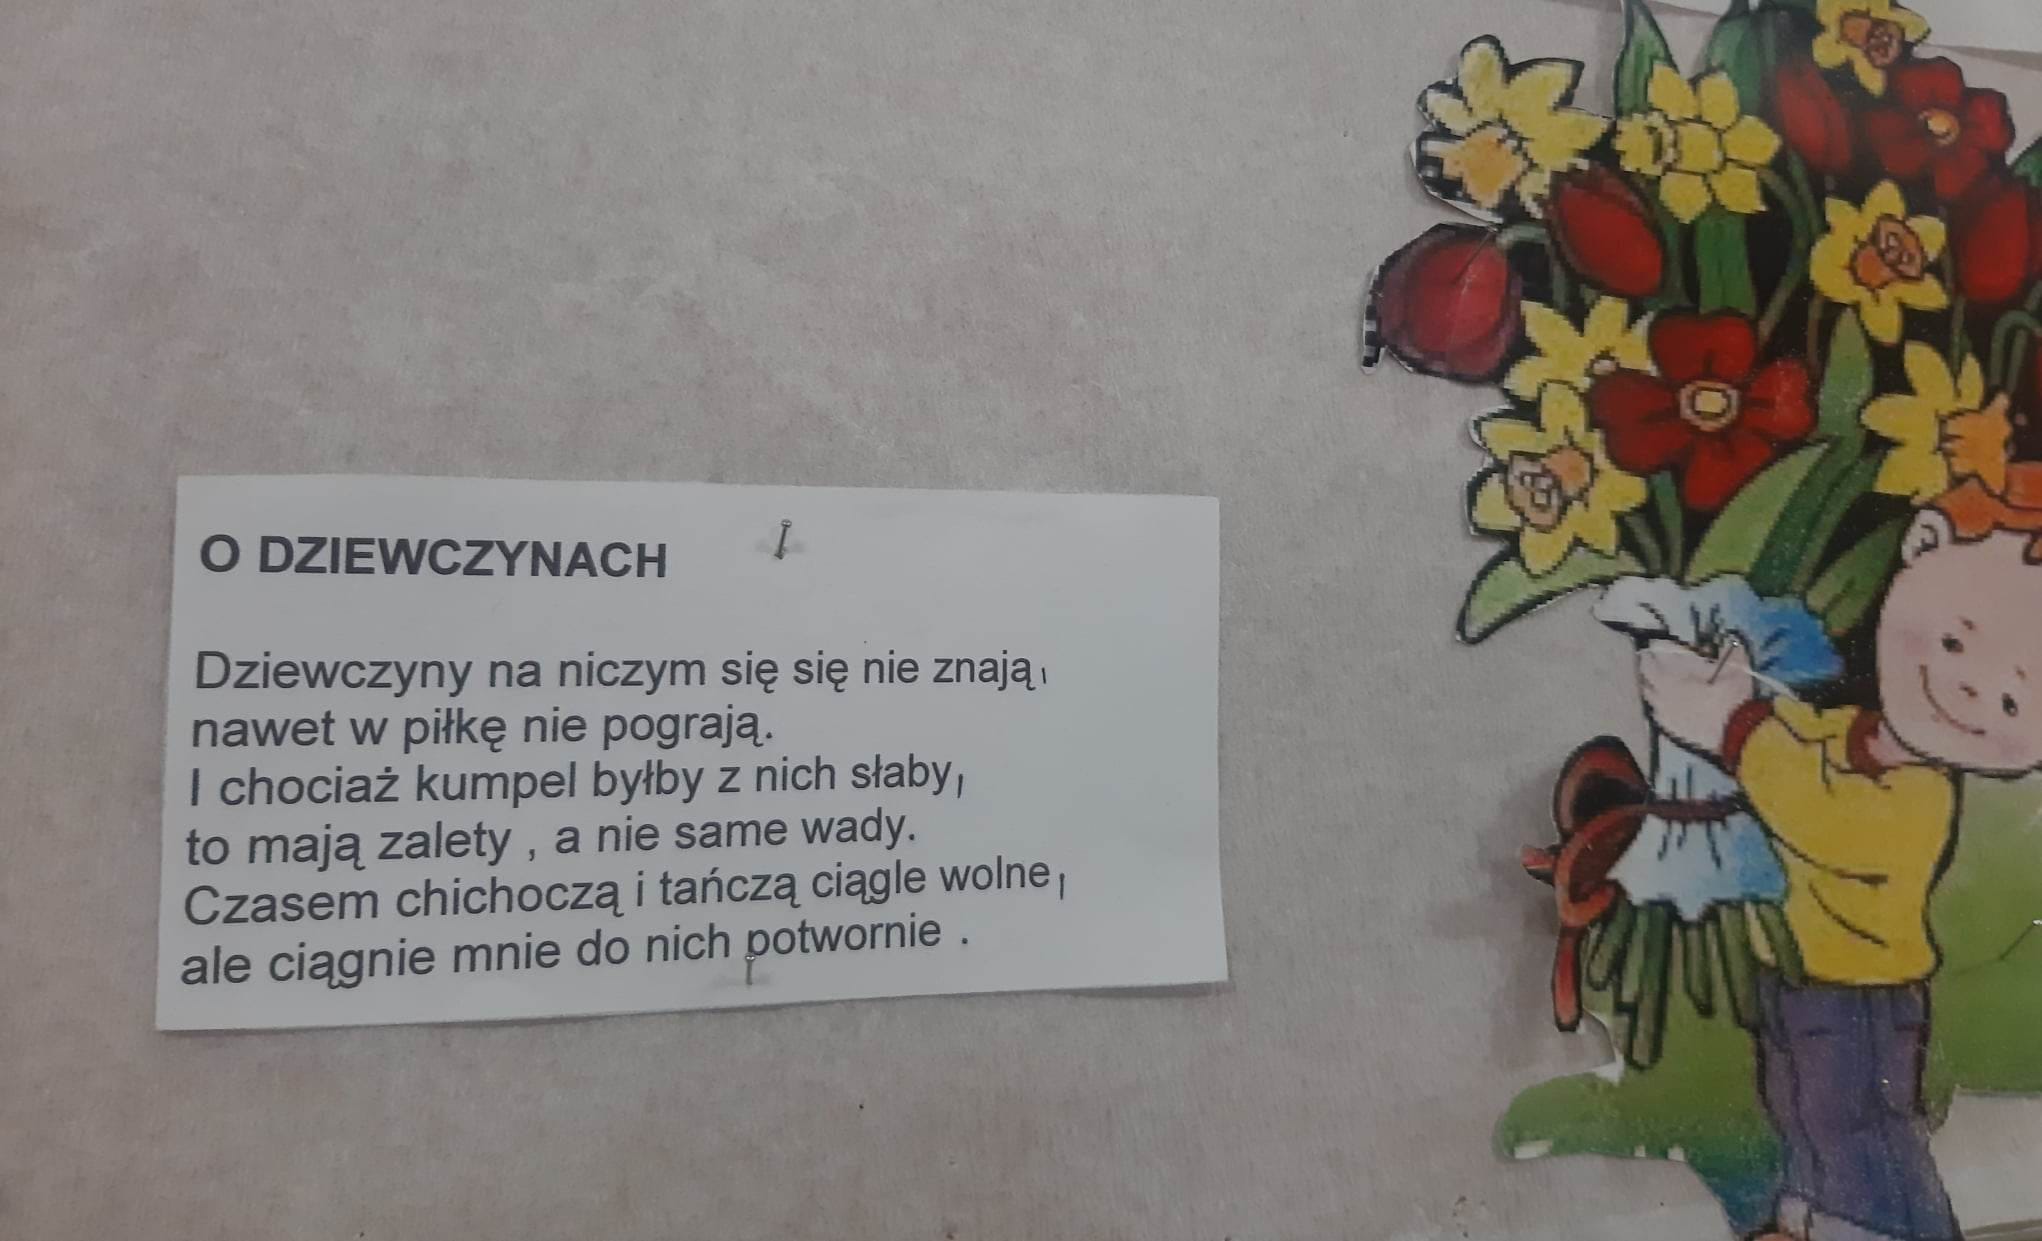 O DZIEWCZYNACH
Dziewczyny na niczym się się nie znają,
nawet w piłkę nie pograją.
I chociaż kumpel byłby z nich słaby,
to mają zalety , a nie same wady.
Czasem chichoczą i tańczą ciągle wolne,
ale ciągnie mnie do nich potwornie .